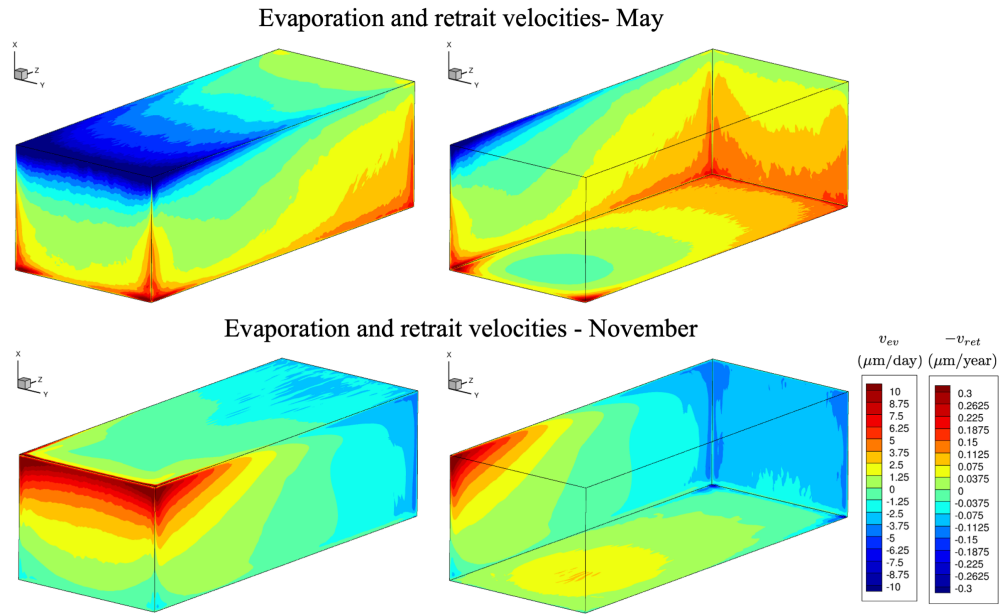 Evaporation and retrait velocities- May
X
Z
Y
X
Z
Y
Evaporation and retrait velocities - November
X
Z
Y
X
Z
Y
v_ev
(μm/day)
10
8.75
7.5
6.25
5
3.75
2.5
1.25
0
-1.25
-2.5
-3.75
-5
-6.25
-7.5
-8.75
-10
-v_ret
(μm/year)
0.3
0.2625
0.225
0.1875
0.15
0.1125
0.075
0.0375
0
-0.0375
-0.075
-0.1125
-0.15
-0.1875
-0.225
-0.2625
-0.3